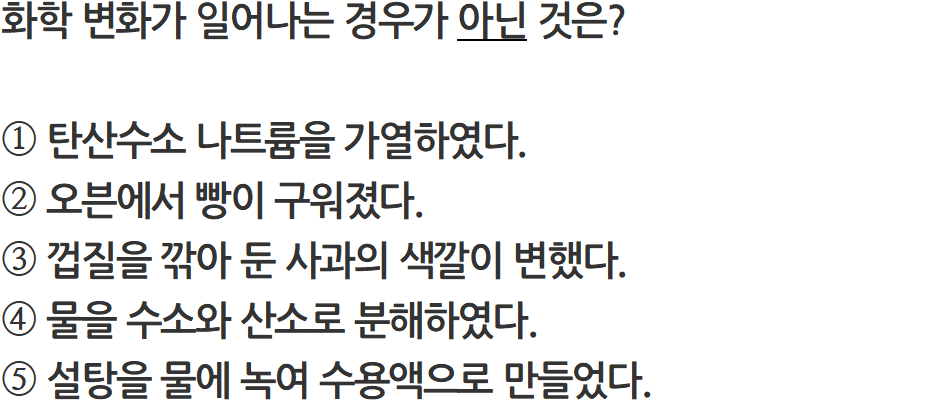 화학 변화가 일어나는 경우가 아닌 것은?
① 탄산수소 나트륨을 가열하였다.
② 오븐에서 빵이 구워졌다.
③ 껍질을 깎아 둔 사과의 색깔이 변했다.
④ 물을 수소와 산소로 분해하였다.
⑤ 설탕을 물에 녹여 수용액으로 만들었다.